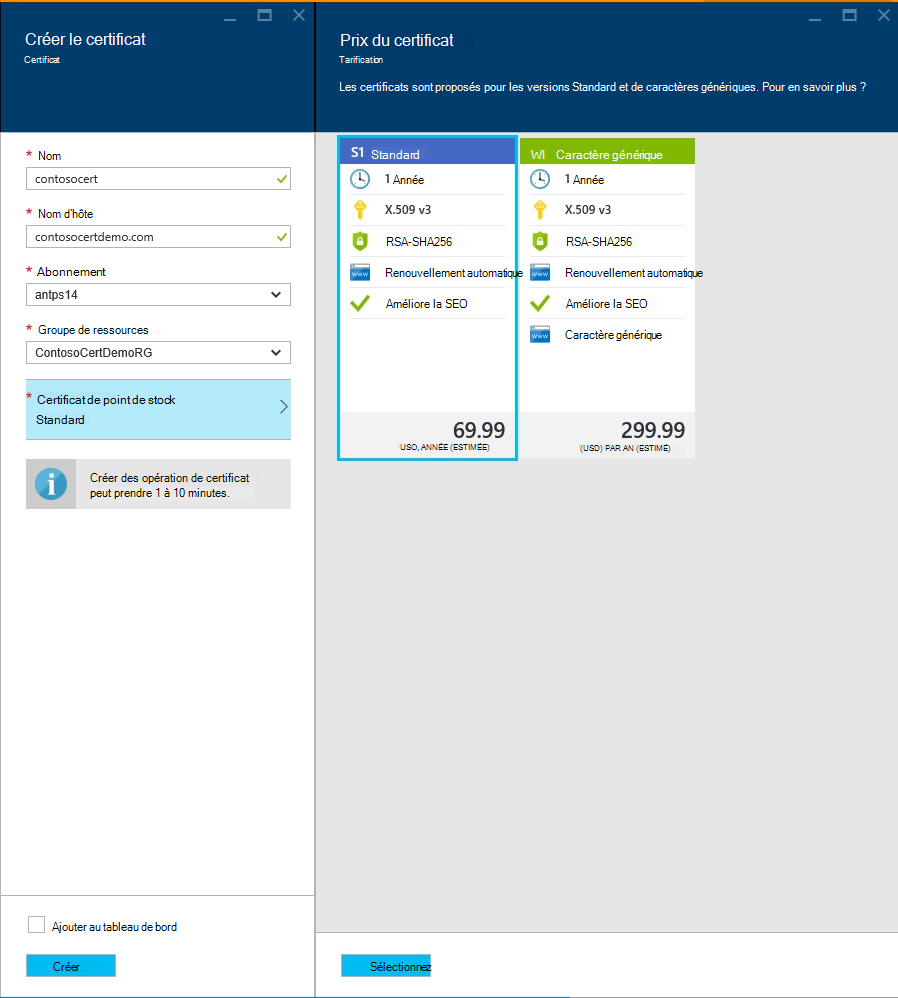 Créer le certificat
Certificat
Nom
contosocert
Nom d'hôte
contosocertdemo.com
Abonnement
antps14
Groupe de ressources
ContosoCertDemoRG
Certificat de point de stock
Standard
Créer des opération de certificat
peut prendre 1 à 10 minutes.
Ajouter au tableau de bord
Créer
Prix du certificat
Tarification
Les certificats sont proposés pour les versions Standard et de caractères génériques. Pour en savoir plus ?
S1 Standard
1 Année
X.509 v3
RSA-SHA256
Renouvellement automatique
Améliore la SEO
69.99
USO, ANNÉE (ESTIMÉE)
WI Caractère générique
1 Année
X.509 v3
RSA-SHA256
Renouvellement automatique
Améliore la SEO
Caractère générique
299.99
(USD) PAR AN (ESTIMÉ)
Sélectionnez